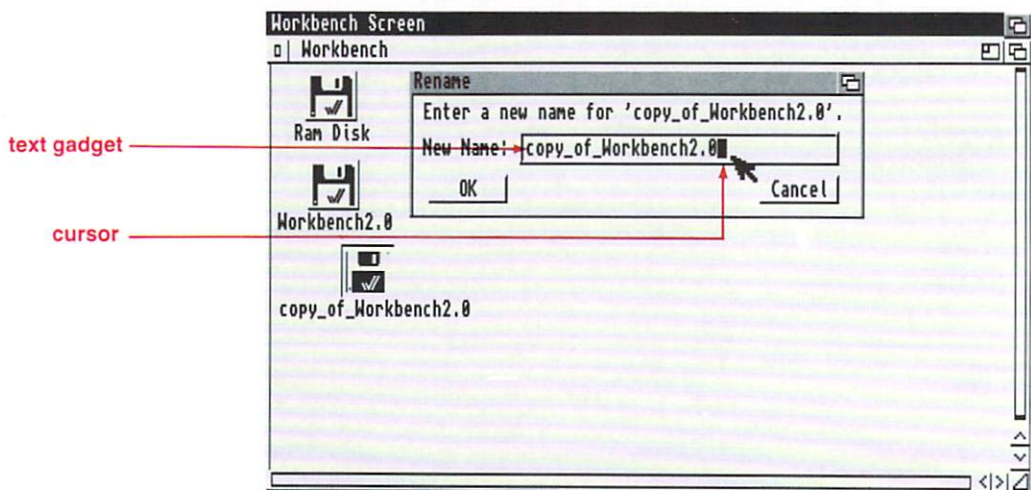 Workbench Screen
Workbench
Rename
Enter a new name for 'copy_of_Workbench2.0'.
Ram Disk
text gadget
New Name: copy_of_Workbench2.0
OK
Cancel
Workbench2.0
cursor
copy_of_Workbench2.0